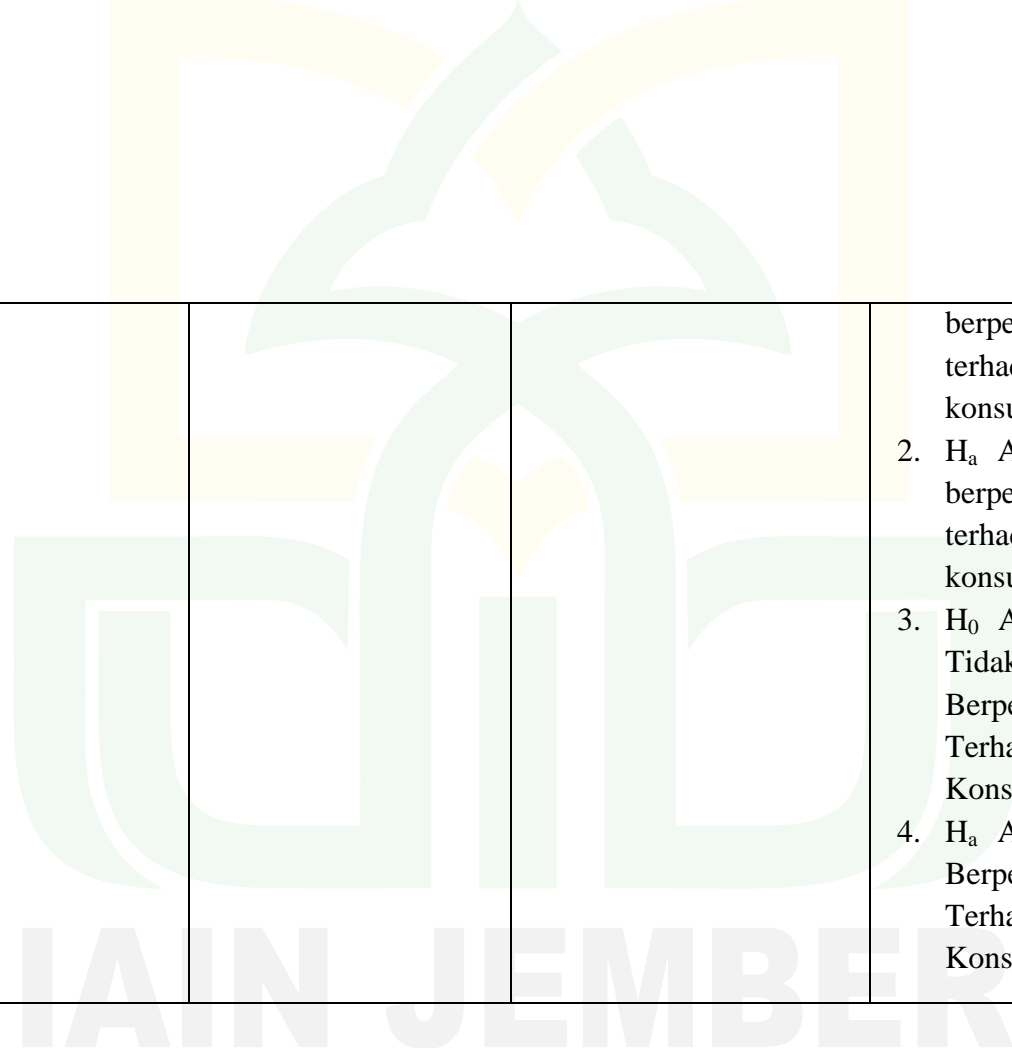 berpe
terhad
konsu
2. Hₐ A
berpe
terhad
konsu
3. H₀ A
Tidak
Berpe
Terha
Kons
4. Hₐ A
Berpe
Terha
Kons
IAIN JEMBER